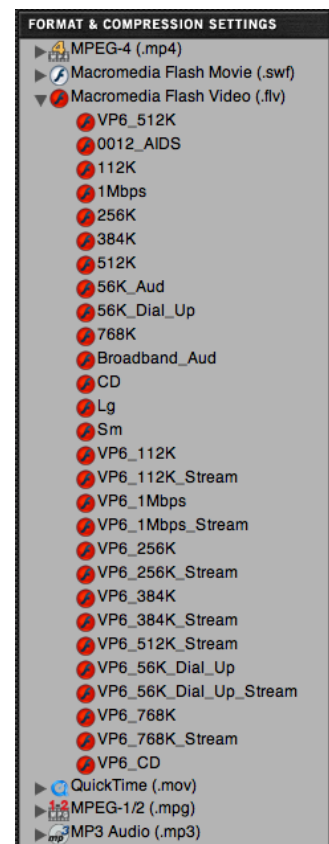 FORMAT & COMPRESSION SETTINGS
MPEG-4 (.mp4)
Macromedia Flash Movie (.swf)
Macromedia Flash Video (.flv)
VP6_512K
0012_AIDS
112K
1Mbps
256K
384K
512K
56K_Aud
56K_Dial_Up
768K
Broadband_Aud
CD
Lg
Sm
VP6_112K
VP6_112K_Stream
VP6_1Mbps
VP6_1Mbps_Stream
VP6_256K
VP6_256K_Stream
VP6_384K
VP6_384K_Stream
VP6_512K_Stream
VP6_56K_Dial_Up
VP6_56K_Dial_Up_Stream
VP6_768K
VP6_768K_Stream
VP6_CD
QuickTime (.mov)
MPEG-1/2 (.mpg)
MP3 Audio (.mp3)